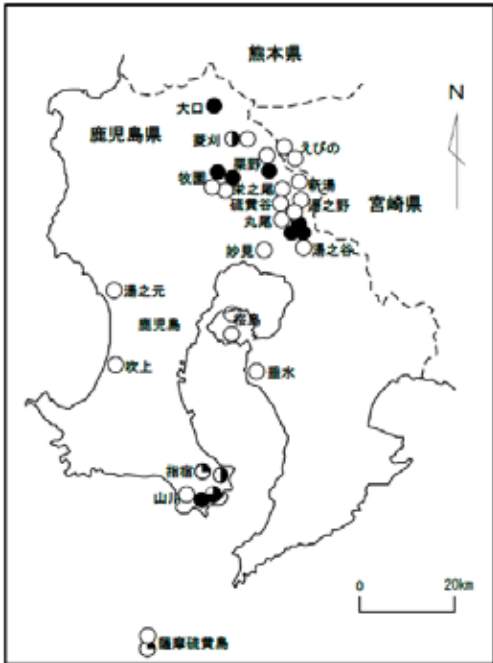 熊本県
N
大口
鹿児島県
菱刈
えびの
栗野
牧園
新湯
栄之尾
硫黄谷
湯之野
宮崎県
丸尾
妙見
湯之谷
湯之元
鹿児島
桜島
吹上
垂水
指宿
山川
0
20km
薩摩硫黄島